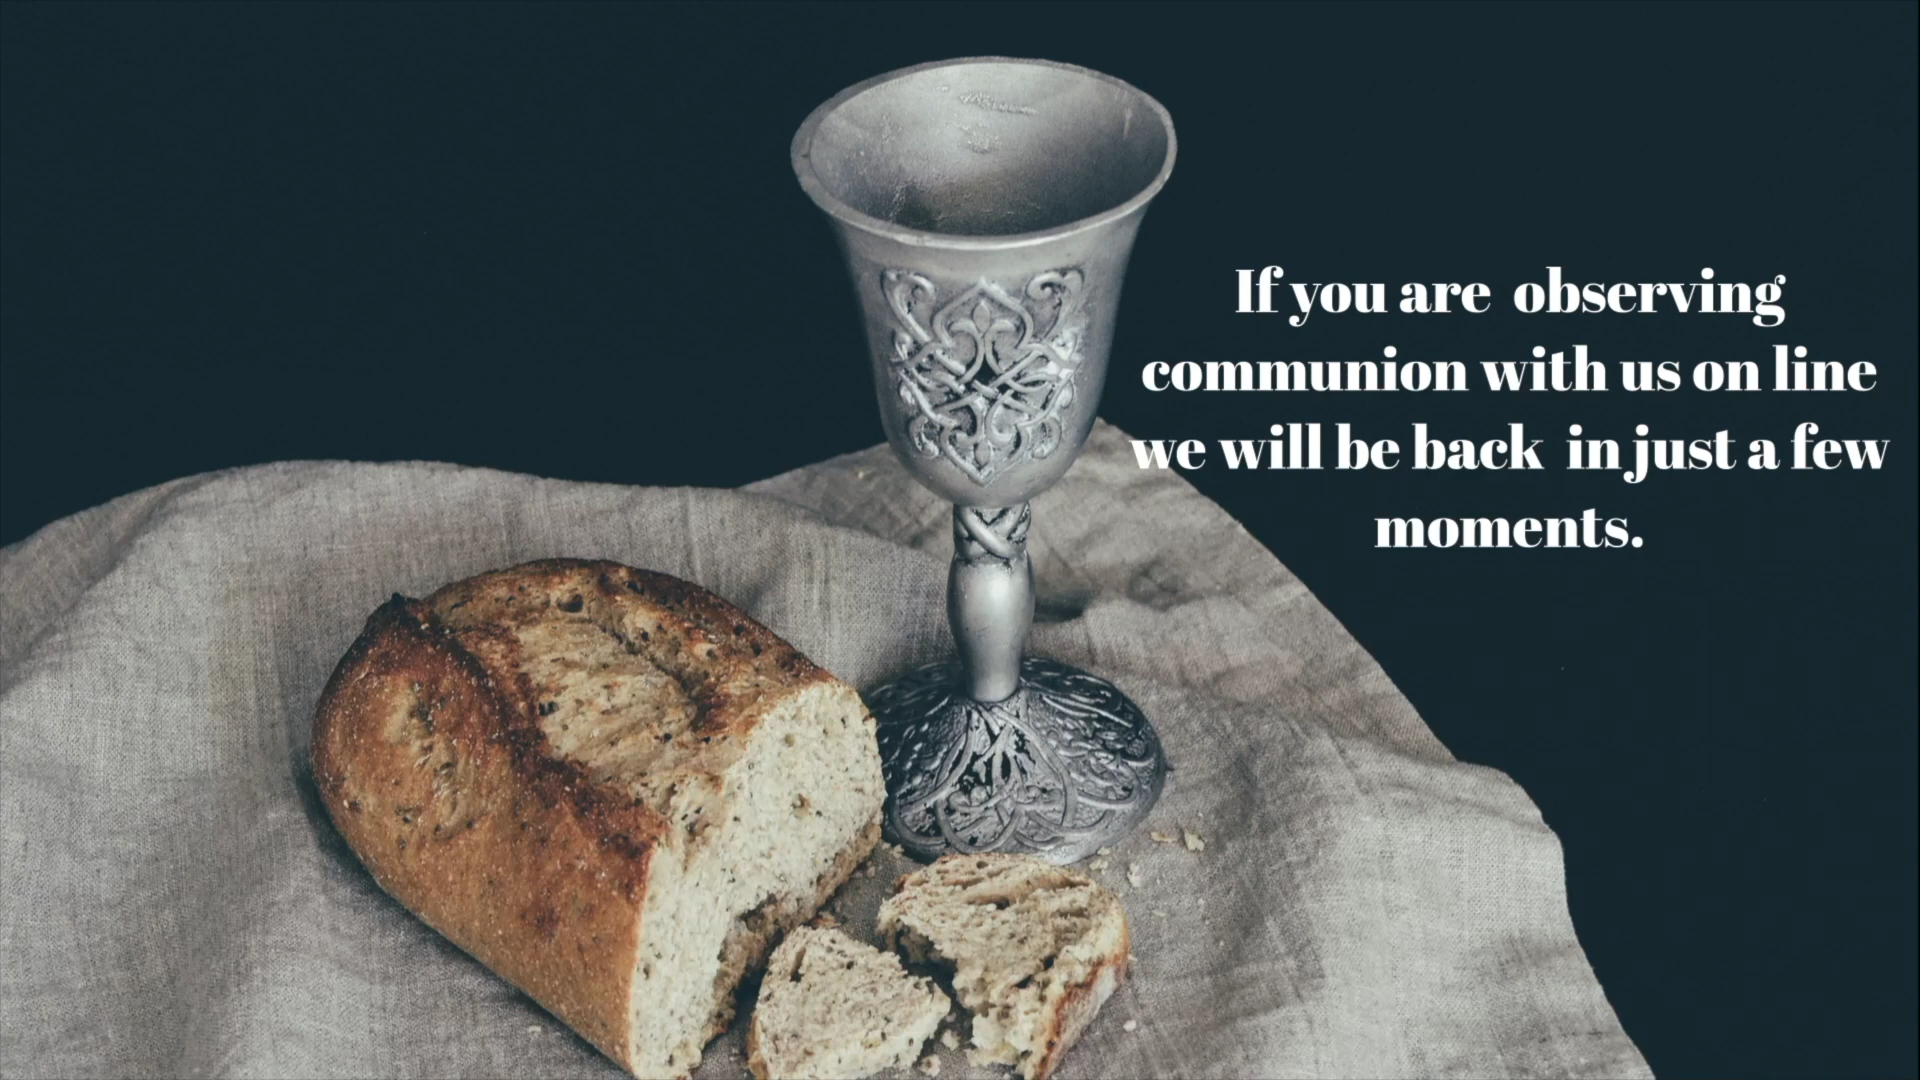 If you are  observing
communion with us on line
we will be back  in just a few
moments.